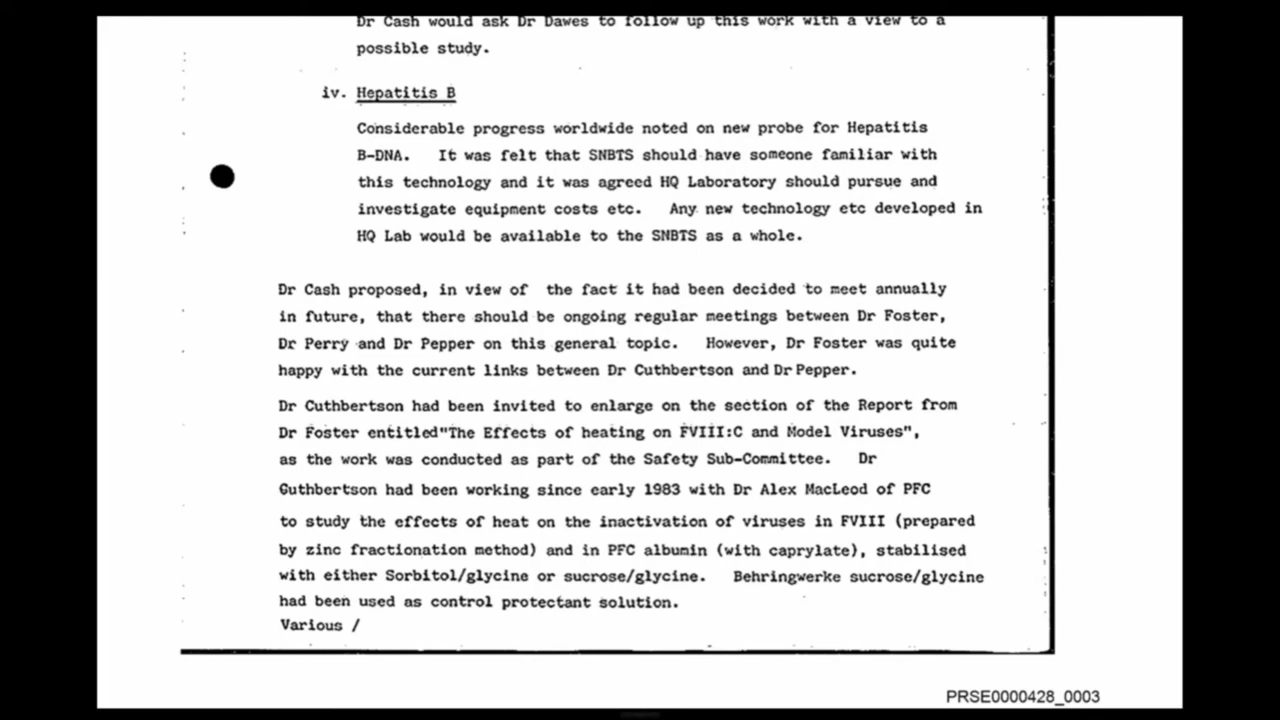 Dr Cash would ask Dr Dawes to follow up this work with a view to a
possible study.
iv. Hepatitis B
Considerable progress worldwide noted on new probe for Hepatitis
B-DNA. It was felt that SNBTS should have someone familiar with
this technology and it was agreed HQ Laboratory should pursue and
investigate equipment costs etc. Any new technology etc developed in
HQ Lab would be available to the SNBTS as a whole.
Dr Cash proposed, in view of the fact it had been decided to meet annually
in future, that there should be ongoing regular meetings between Dr Foster,
Dr Perry and Dr Pepper on this general topic. However, Dr Foster was quite
happy with the current links between Dr Cuthbertson and Dr Pepper.
Dr Cuthbertson had been invited to enlarge on the section of the Report from
Dr Foster entitled"The Effects of heating on FVIII:C and Model Viruses",
as the work was conducted as part of the Safety Sub-Committee. Dr
Cuthbertson had been working since early 1983 with Dr Alex MacLeod of PFC
to study the effects of heat on the inactivation of viruses in FVIII (prepared
by zinc fractionation method) and in PFC albumin (with caprylate), stabilised
with either Sorbitol/glycine or sucrose/glycine. Behringwerke sucrose/glycine
had been used as control protectant solution.
Various /
PRSE0000428_0003